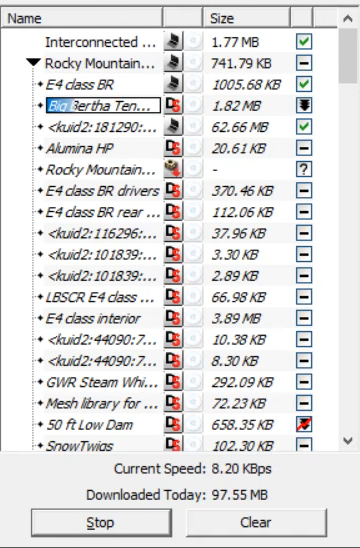 Name Size
Interconnected ... 1.77 MB
Rocky Mountain... 741.79 KB
E4 class BR 1005.68 KB
Big Bertha Ten... 1.82 MB
<kuid2:181290:... 62.66 MB
Alumina HP 20.61 KB
Rocky Mountain... - ?
E4 class BR drivers 370.46 KB
E4 class BR rear ... 112.06 KB
<kuid2:116296:... 37.96 KB
<kuid2:101839:... 3.30 KB
<kuid2:101839:... 2.89 KB
LBSCR E4 class ... 66.98 KB
E4 class interior 3.89 MB
<kuid2:44090:7... 10.38 KB
<kuid2:44090:7... 8.30 KB
GWR Steam Whi... 292.09 KB
Mesh library for ... 72.23 KB
50 ft Low Dam 658.35 KB
SnowTwigs 102.30 KB
Current Speed: 8.20 KBps
Downloaded Today: 97.55 MB
Stop Clear